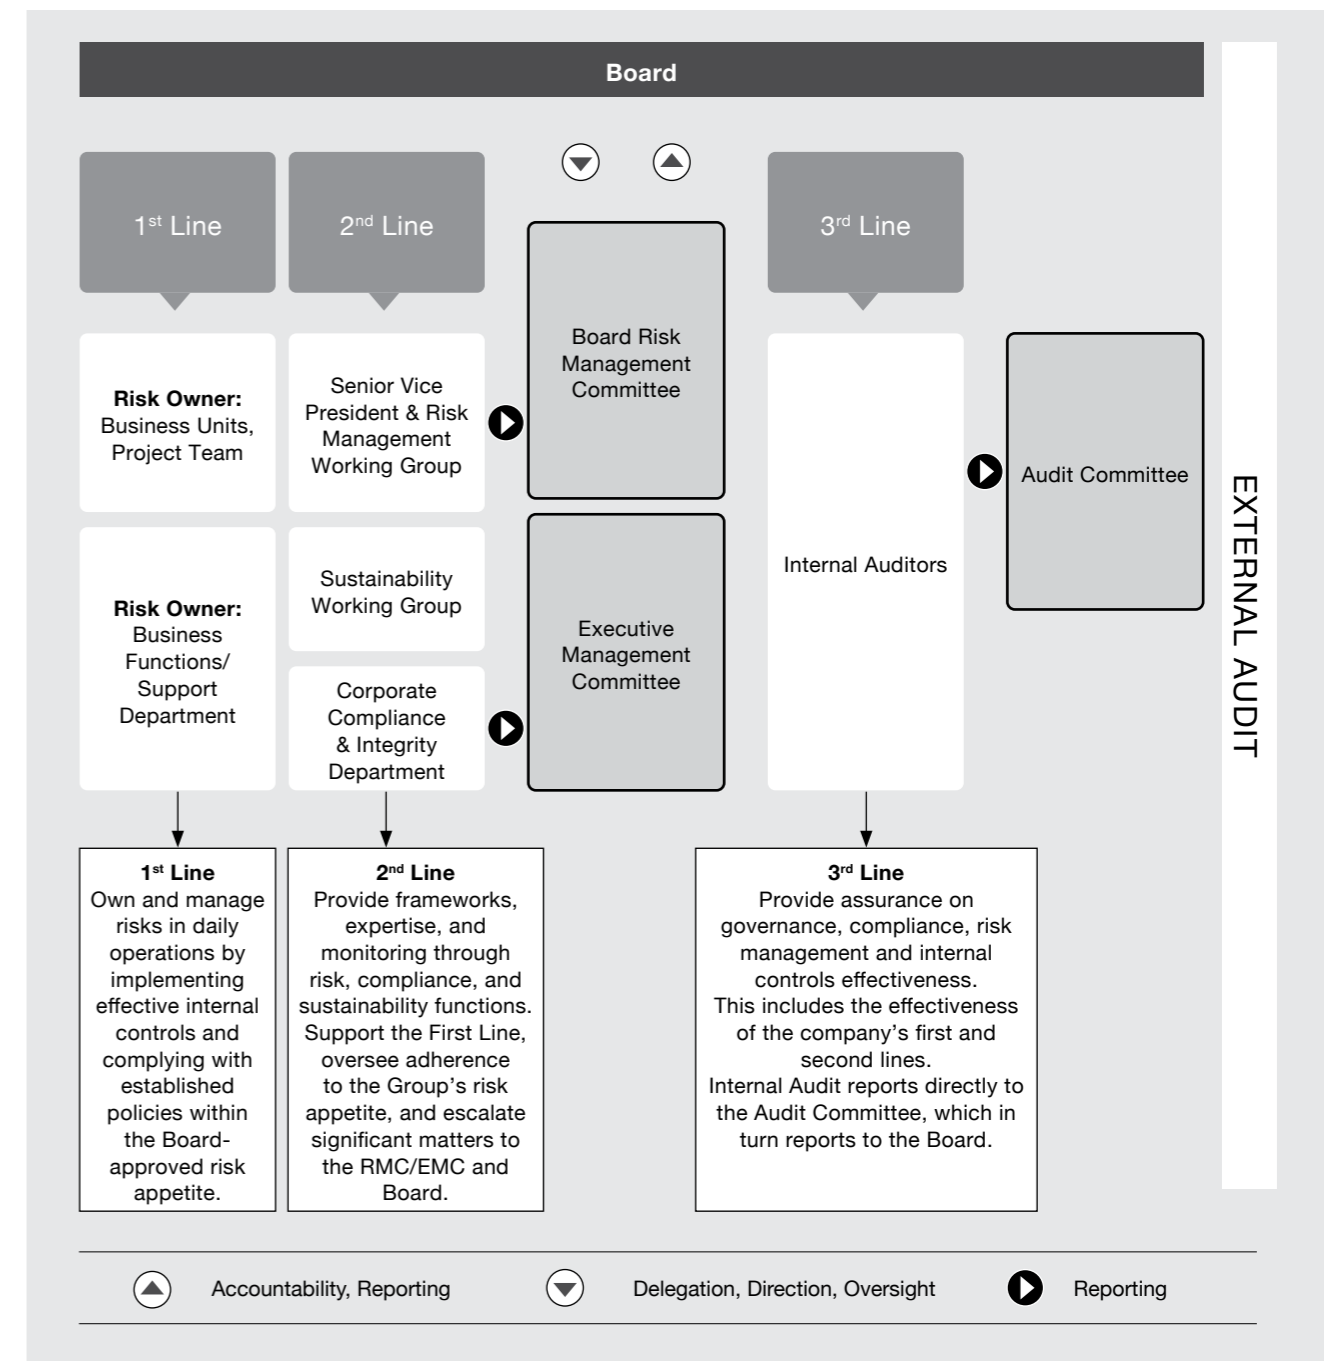 Board
1st Line
2nd Line
3rd Line
Risk Owner:
Business Units,
Project Team
Senior Vice
President & Risk
Management
Working Group
Board Risk
Management
Committee
Risk Owner:
Business
Functions/
Support
Department
Sustainability
Working Group
Corporate
Compliance
& Integrity
Department
Executive
Management
Committee
Internal Auditors
Audit Committee
EXTERNAL AUDIT
1st Line
Own and manage
risks in daily
operations by
implementing
effective internal
controls and
complying with
established
policies within
the Board-
approved risk
appetite.
2nd Line
Provide frameworks,
expertise, and
monitoring through
risk, compliance, and
sustainability functions.
Support the First Line,
oversee adherence
to the Group’s risk
appetite, and escalate
significant matters to
the RMC/EMC and
Board.
3rd Line
Provide assurance on
governance, compliance, risk
management and internal
controls effectiveness.
This includes the effectiveness
of the company’s first and
second lines.
Internal Audit reports directly to
the Audit Committee, which in
turn reports to the Board.
Accountability, Reporting
Delegation, Direction, Oversight
Reporting